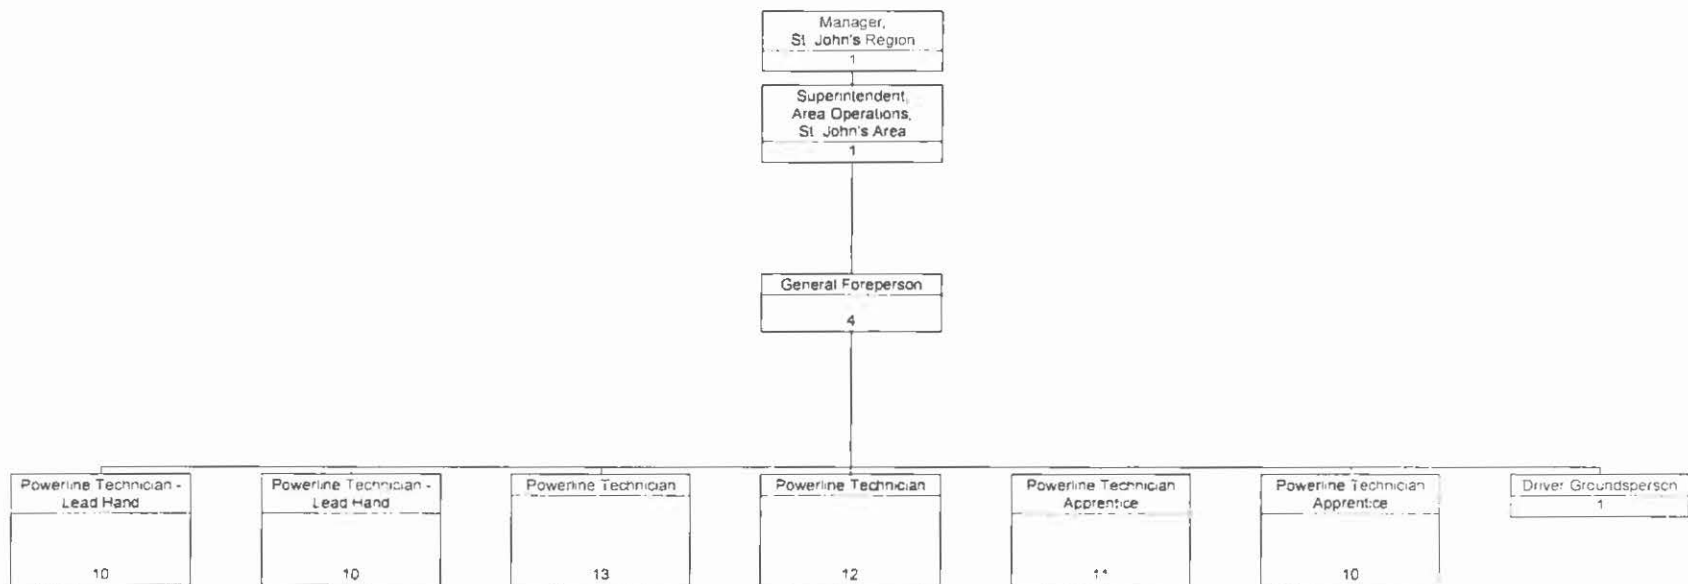 Manager,
St. John's Region
1
Superintendent,
Area Operations,
St. John's Area
1
General Foreperson
4
Powerline Technician -
Lead Hand
10
Powerline Technician -
Lead Hand
10
Powerline Technician
13
Powerline Technician
12
Powerline Technician
Apprentice
11
Powerline Technician
Apprentice
10
Driver Groundsperson
1